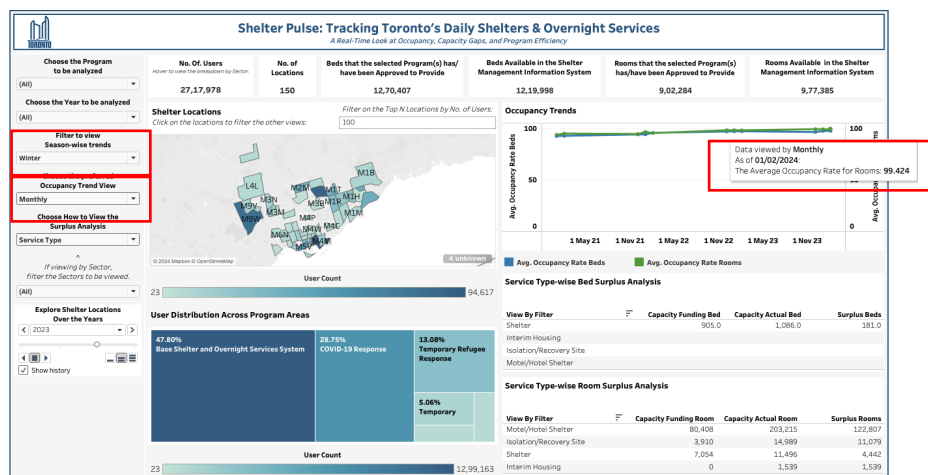 TORONTO
Shelter Pulse: Tracking Toronto's Daily Shelters & Overnight Services
A Real-Time Look at Occupancy, Capacity Gaps, and Program Efficiency
Choose the Program
to be analyzed
(All)
Choose the Year to be analyzed
(All)
Filter to view
Season-wise trends
Winter
Occupancy Trend View
Monthly
Choose How to View the
Surplus Analysis
Service Type
^
If viewing by Sector,
filter the Sectors to be viewed.
(All)
Explore Shelter Locations
Over the Years
2023
Show history
No. Of. Users
Hover to view the breakdown by Sector.
27,17,978
No. of
Locations
150
Beds that the selected Program(s) has/
have been Approved to Provide
12,70,407
Beds Available in the Shelter
Management Information System
12,19,998
Rooms that the selected Program(s)
has/have been Approved to Provide
9,02,284
Rooms Available in the Shelter
Management Information System
9,77,385
Shelter Locations
Click on the locations to filter
the other views:
Filter on the Top N Locations by No. of Users:
100
M1B
L4L
M2M
M1T
M3N
M9V
M3B
M1R
M1H
M9W
M3M
M4P
M1M
M6N
M4W
M4C
M5V
M4M
© 2024 Mapbox © OpenStreetMap
4 unknown
User Count
23
94,617
User Distribution Across Program Areas
47.80%
Base Shelter and Overnight Services System
28.75%
COVID-19 Response
13.08%
Temporary Refugee
Response
5.06%
Temporary
User Count
23
12,99,163
Occupancy Trends
Avg. Occupancy Rate Beds
100
50
0
100
0
1 May 21
1 Nov 21
1 May 22
1 Nov 22
1 May 23
1 Nov 23
Data viewed by Monthly
As of 01/02/2024:
The Average Occupancy Rate for Rooms: 99.424
Avg. Occupancy Rate Beds
Avg. Occupancy Rate Rooms
Service Type-wise Bed Surplus Analysis
View By Filter Capacity Funding Bed Capacity Actual Bed Surplus Beds
Shelter 905.0 1,086.0 181.0
Interim Housing
Isolation/Recovery Site
Motel/Hotel Shelter
Service Type-wise Room Surplus Analysis
View By Filter Capacity Funding Room Capacity Actual Room Surplus Rooms
Motel/Hotel Shelter 80,408 203,215 122,807
Isolation/Recovery Site 3,910 14,989 11,079
Shelter 7,054 11,496 4,442
Interim Housing 0 1,539 1,539